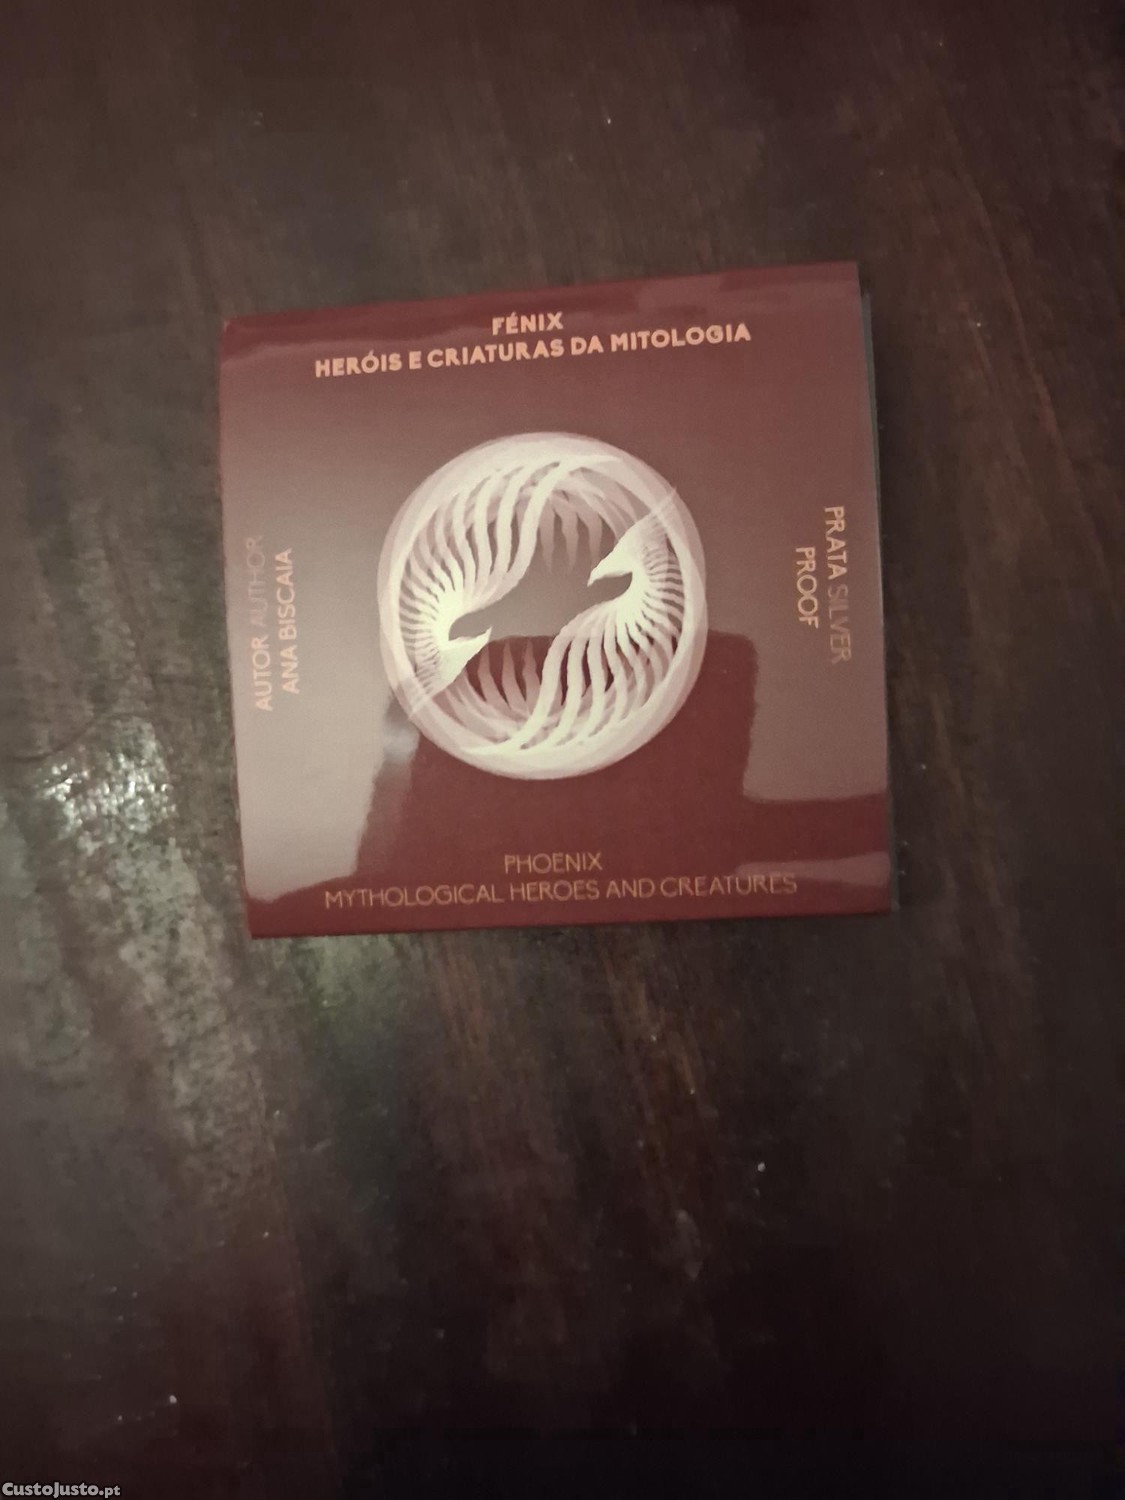 FÉNIX
HERÓIS E CRIATURAS DA MITOLOGIA
AUTOR AUTHOR
ANA BISCAIA
PRATA SILVER
PROOF
PHOENIX
MYTHOLOGICAL HEROES AND CREATURES
CustoJusto.pt